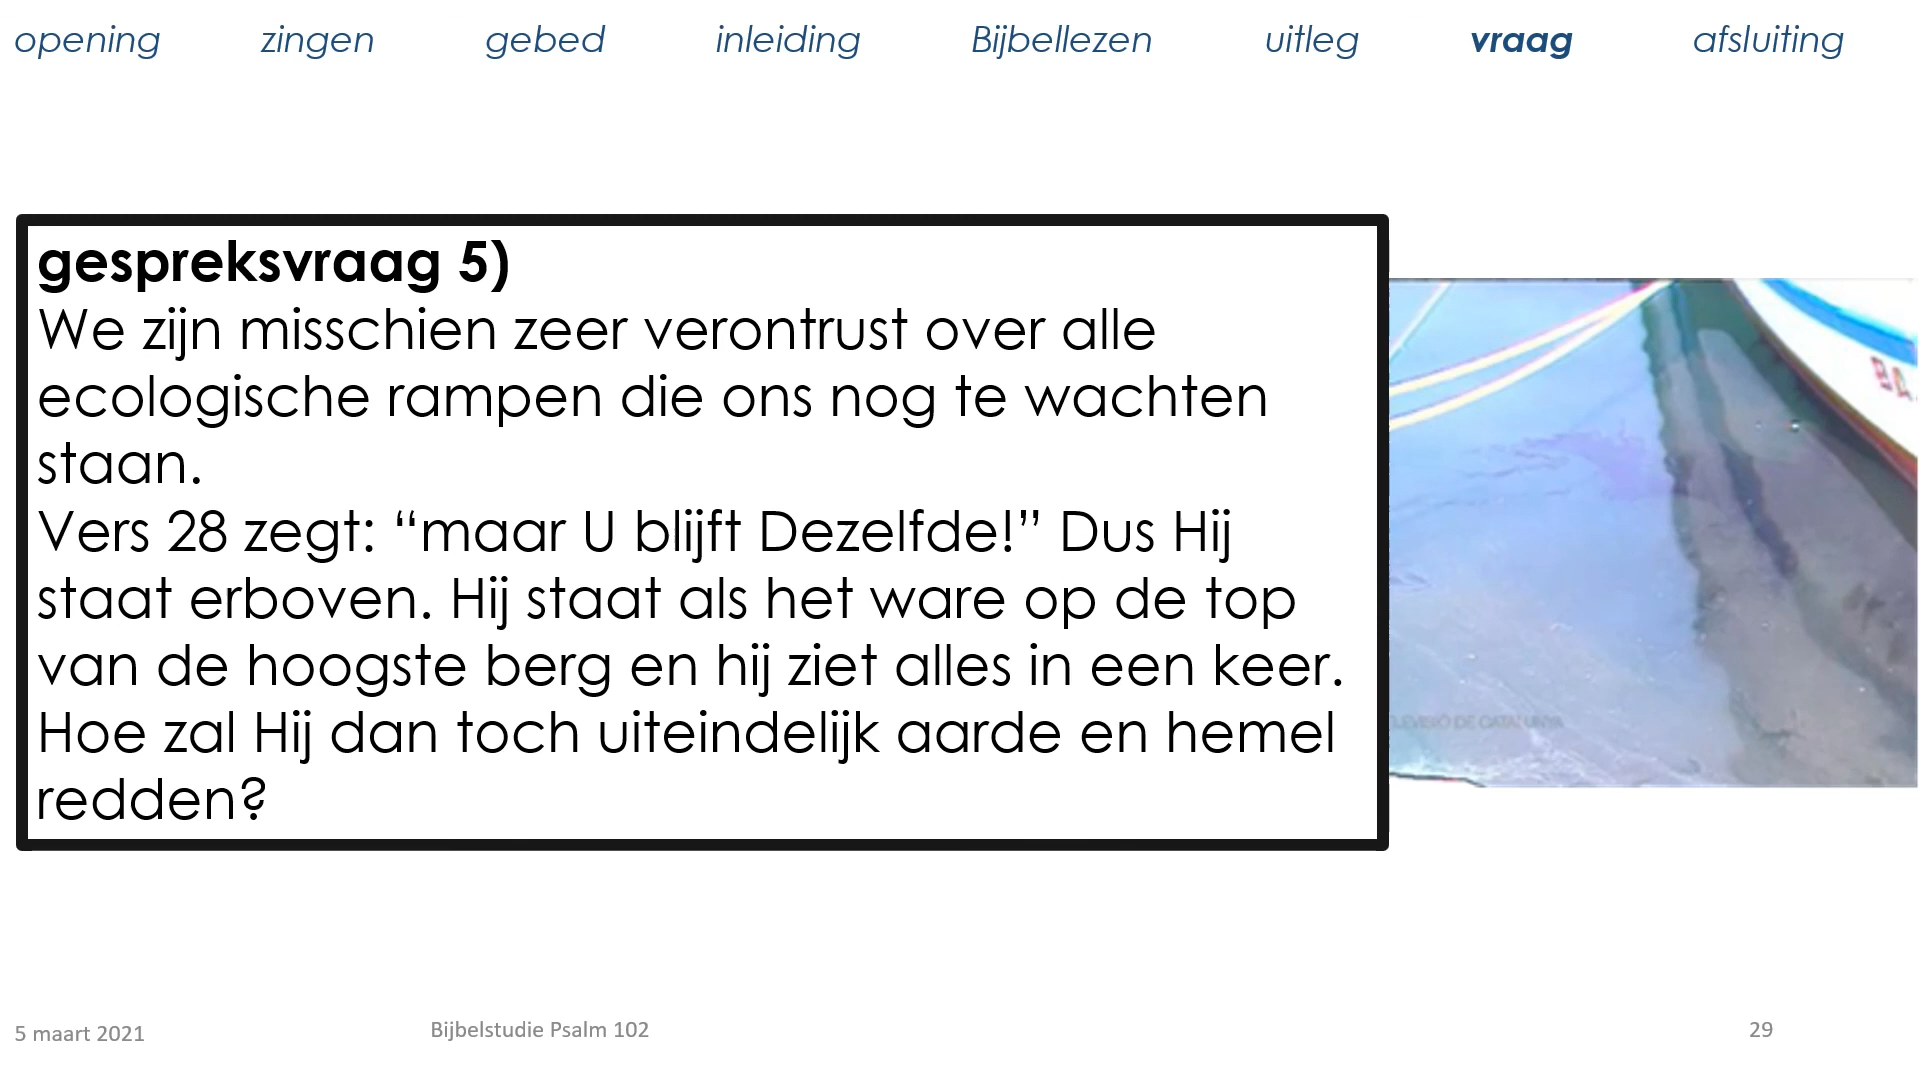 opening zingen gebed inleiding Bijbellezen uitleg vraag afsluiting
gespreksvraag 5)
We zijn misschien zeer verontrust over alle
ecologische rampen die ons nog te wachten
staan.
Vers 28 zegt: “maar U blijft Dezelfde!” Dus Hij
staat erboven. Hij staat als het ware op de top
van de hoogste berg en hij ziet alles in een keer.
Hoe zal Hij dan toch uiteindelijk aarde en hemel
redden?
BA
DE CATALUNYA
5 maart 2021
Bijbelstudie Psalm 102
29